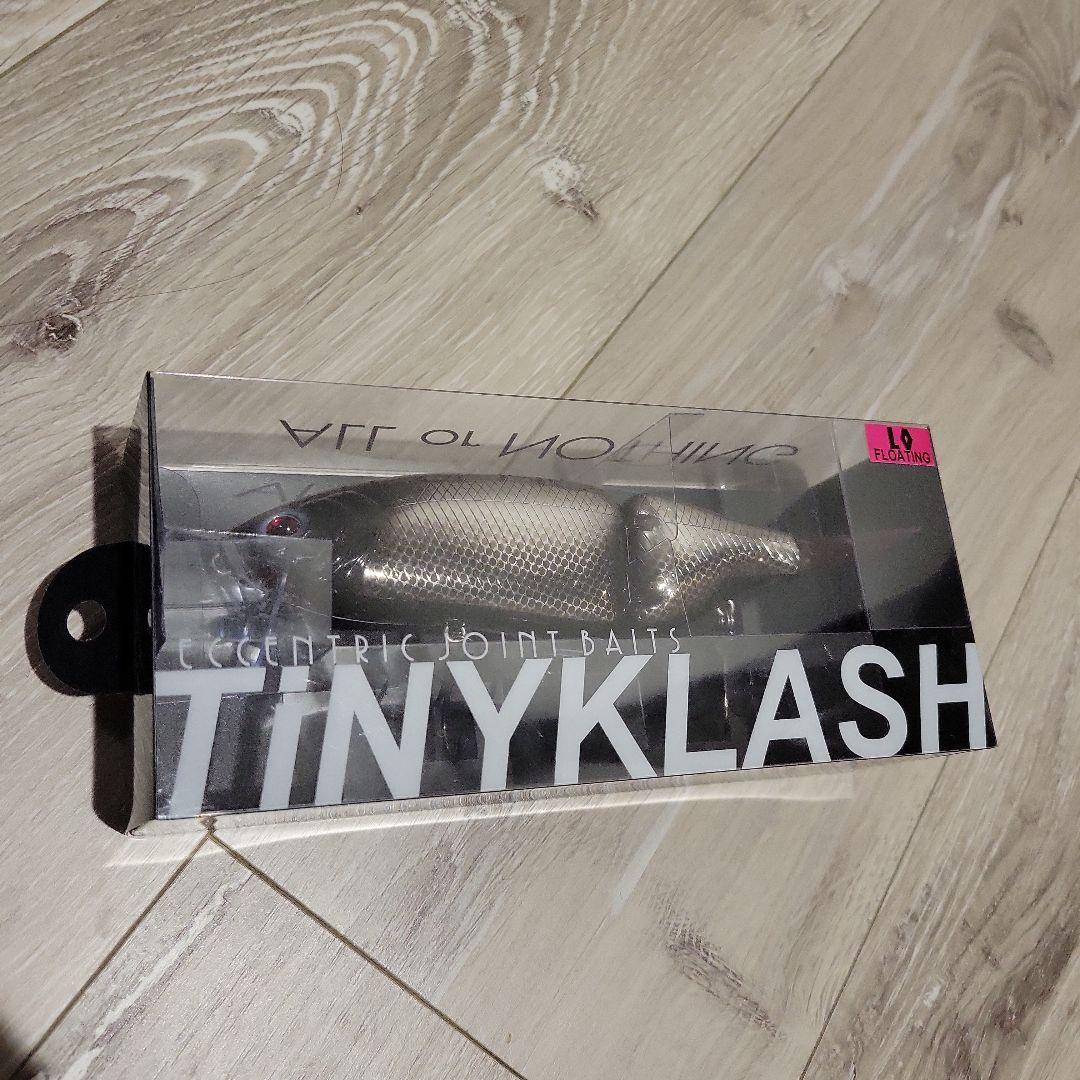 ALL or NOTHING
LO
FLOATING
ECCENTRIC JOINT BAITS
TiNYKLASH